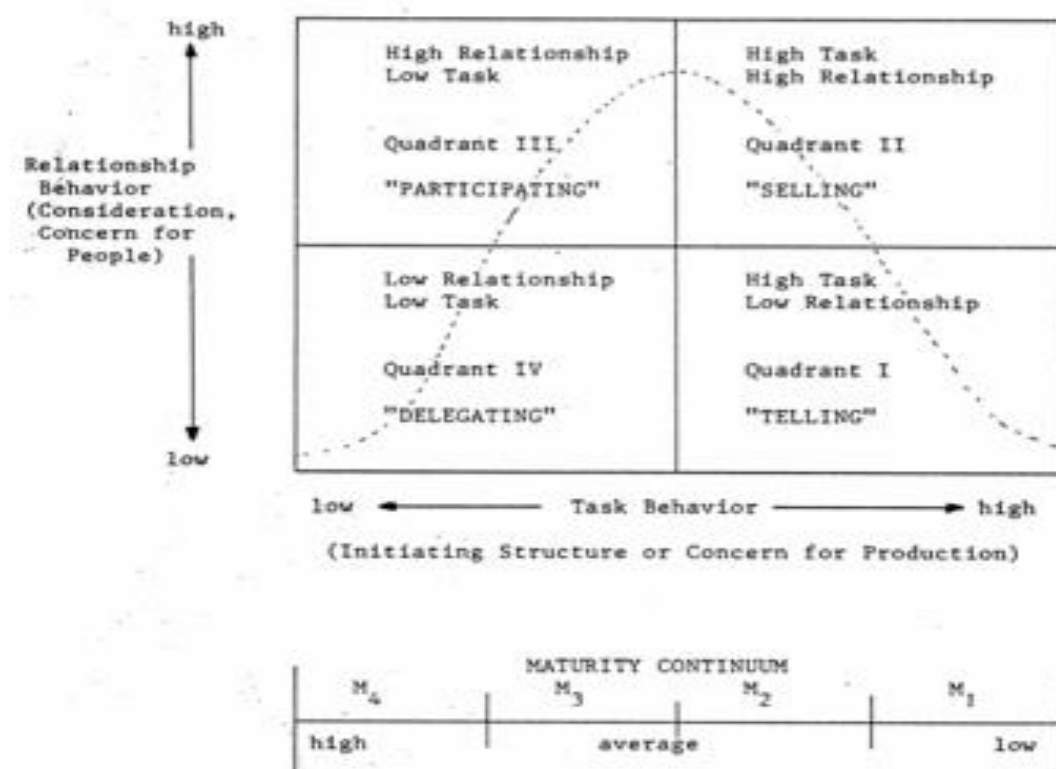 high
Relationship
Behavior
(Consideration,
Concern for
People)
low
High Relationship
Low Task
Quadrant III
"PARTICIPATING"
High Task
High Relationship
Quadrant II
"SELLING"
Low Relationship
Low Task
Quadrant IV
"DELEGATING"
High Task
Low Relationship
Quadrant I
"TELLING"
low Task Behavior high
(Initiating Structure or Concern for Production)
MATURITY CONTINUUM
M4 M3 M2 M1
high average low